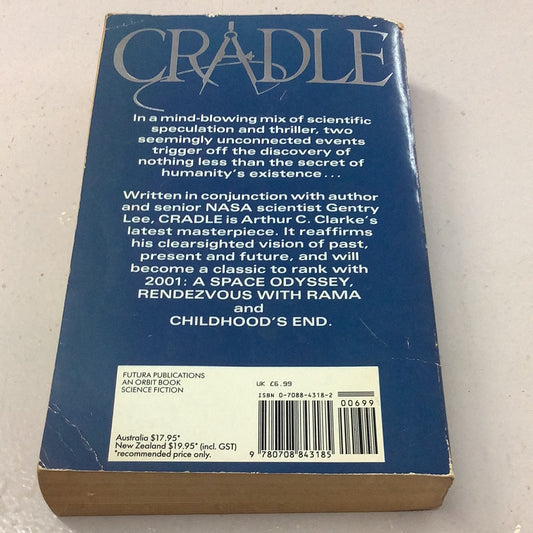 CRADLE
In a mind-blowing mix of scientific
speculation and thriller, two
seemingly unconnected events
trigger off the discovery of
nothing less than the secret of
humanity's existence...
Written in conjunction with author
and senior NASA scientist Gentry
Lee, CRADLE is Arthur C. Clarke's
latest masterpiece. It reaffirms
his clearsighted vision of past,
present and future, and will
become a classic to rank with
2001: A SPACE ODYSSEY,
RENDEZVOUS WITH RAMA
and
CHILDHOOD'S END.
FUTURA PUBLICATIONS
AN ORBIT BOOK
SCIENCE FICTION
UK £6.99
ISBN 0-7088-4318-2
00699
Australia $17.95*
New Zealand $19.95* (incl. GST)
*recommended price only.
9 780708 843185